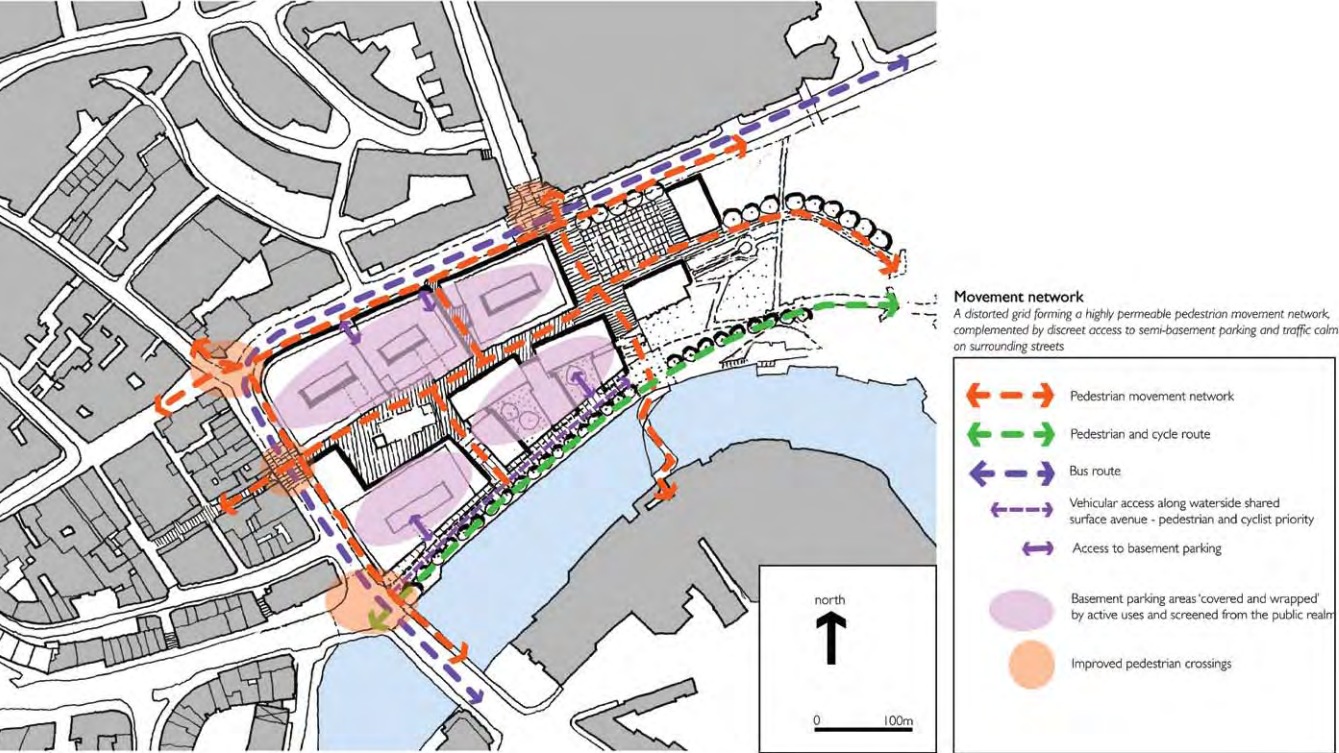 Movement network
A distorted grid forming a highly permeable pedestrian movement network,
complemented by discreet access to semi-basement parking and traffic calm
on surrounding streets
Pedestrian movement network
Pedestrian and cycle route
Bus route
Vehicular access along waterside shared
surface avenue - pedestrian and cyclist priority
Access to basement parking
Basement parking areas 'covered and wrapped'
by active uses and screened from the public realm
Improved pedestrian crossings
north
0 100m